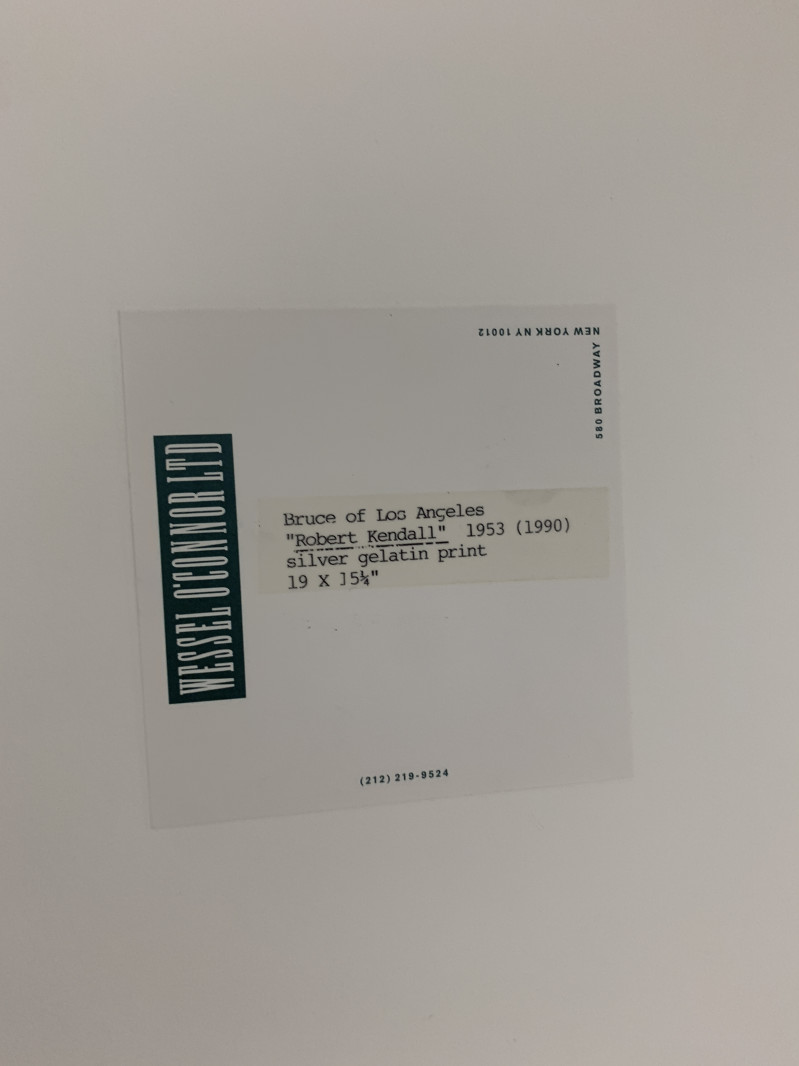 NEW YORK NY 10012
580 BROADWAY
WESSEL O'CONNOR LTD
Bruce of Los Angeles
"Robert Kendall" 1953 (1990)
silver gelatin print
19 X 15¼"
(212) 219-9524